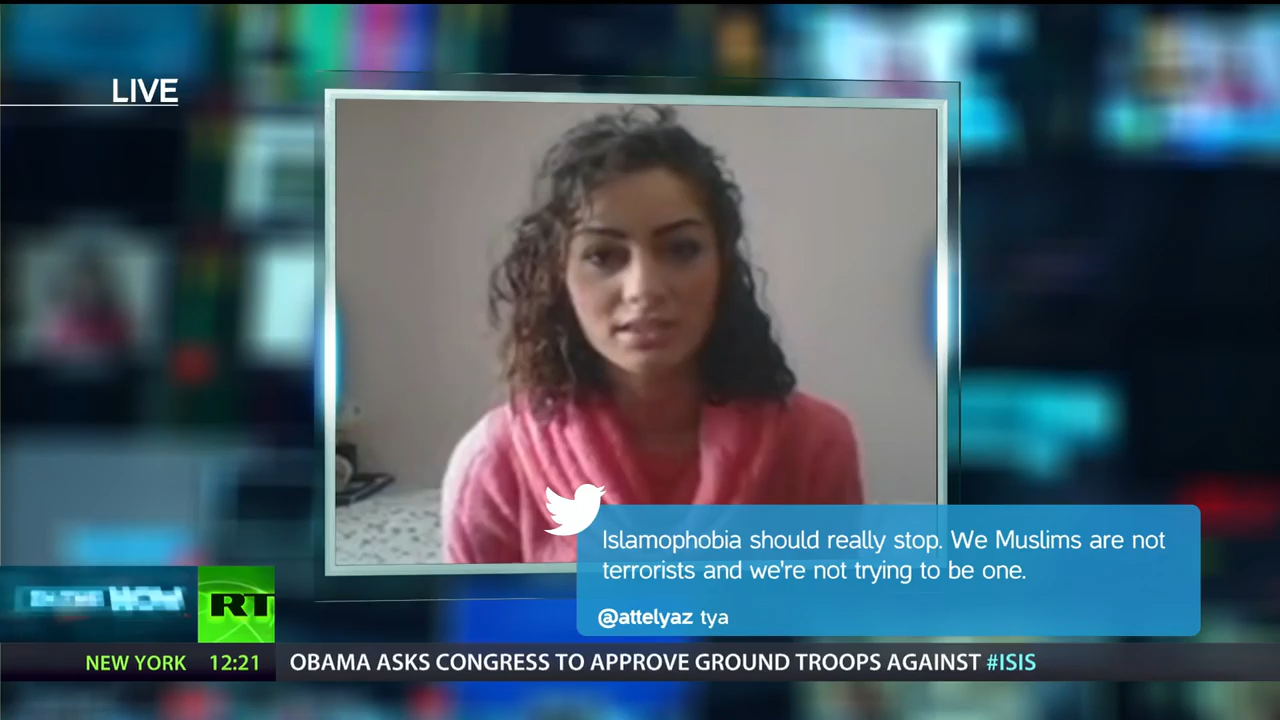 LIVE
Islamophobia should really stop. We Muslims are not
terrorists and we're not trying to be one.
@attelyaz tya
RT
NEW YORK 12:21 OBAMA ASKS CONGRESS TO APPROVE GROUND TROOPS AGAINST #ISIS